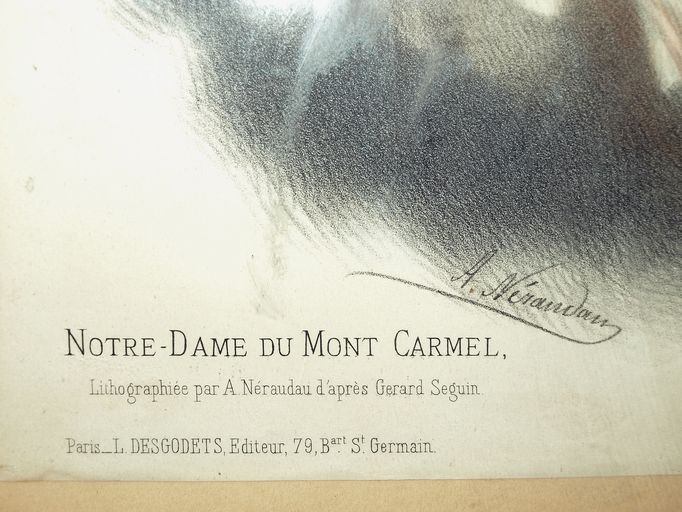 A. Néraudau
NOTRE-DAME DU MONT CARMEL,
Lithographiée par A. Néraudau d'après Gerard Seguin.
Paris_L. DESGODETS, Editeur, 79, Bart St Germain.